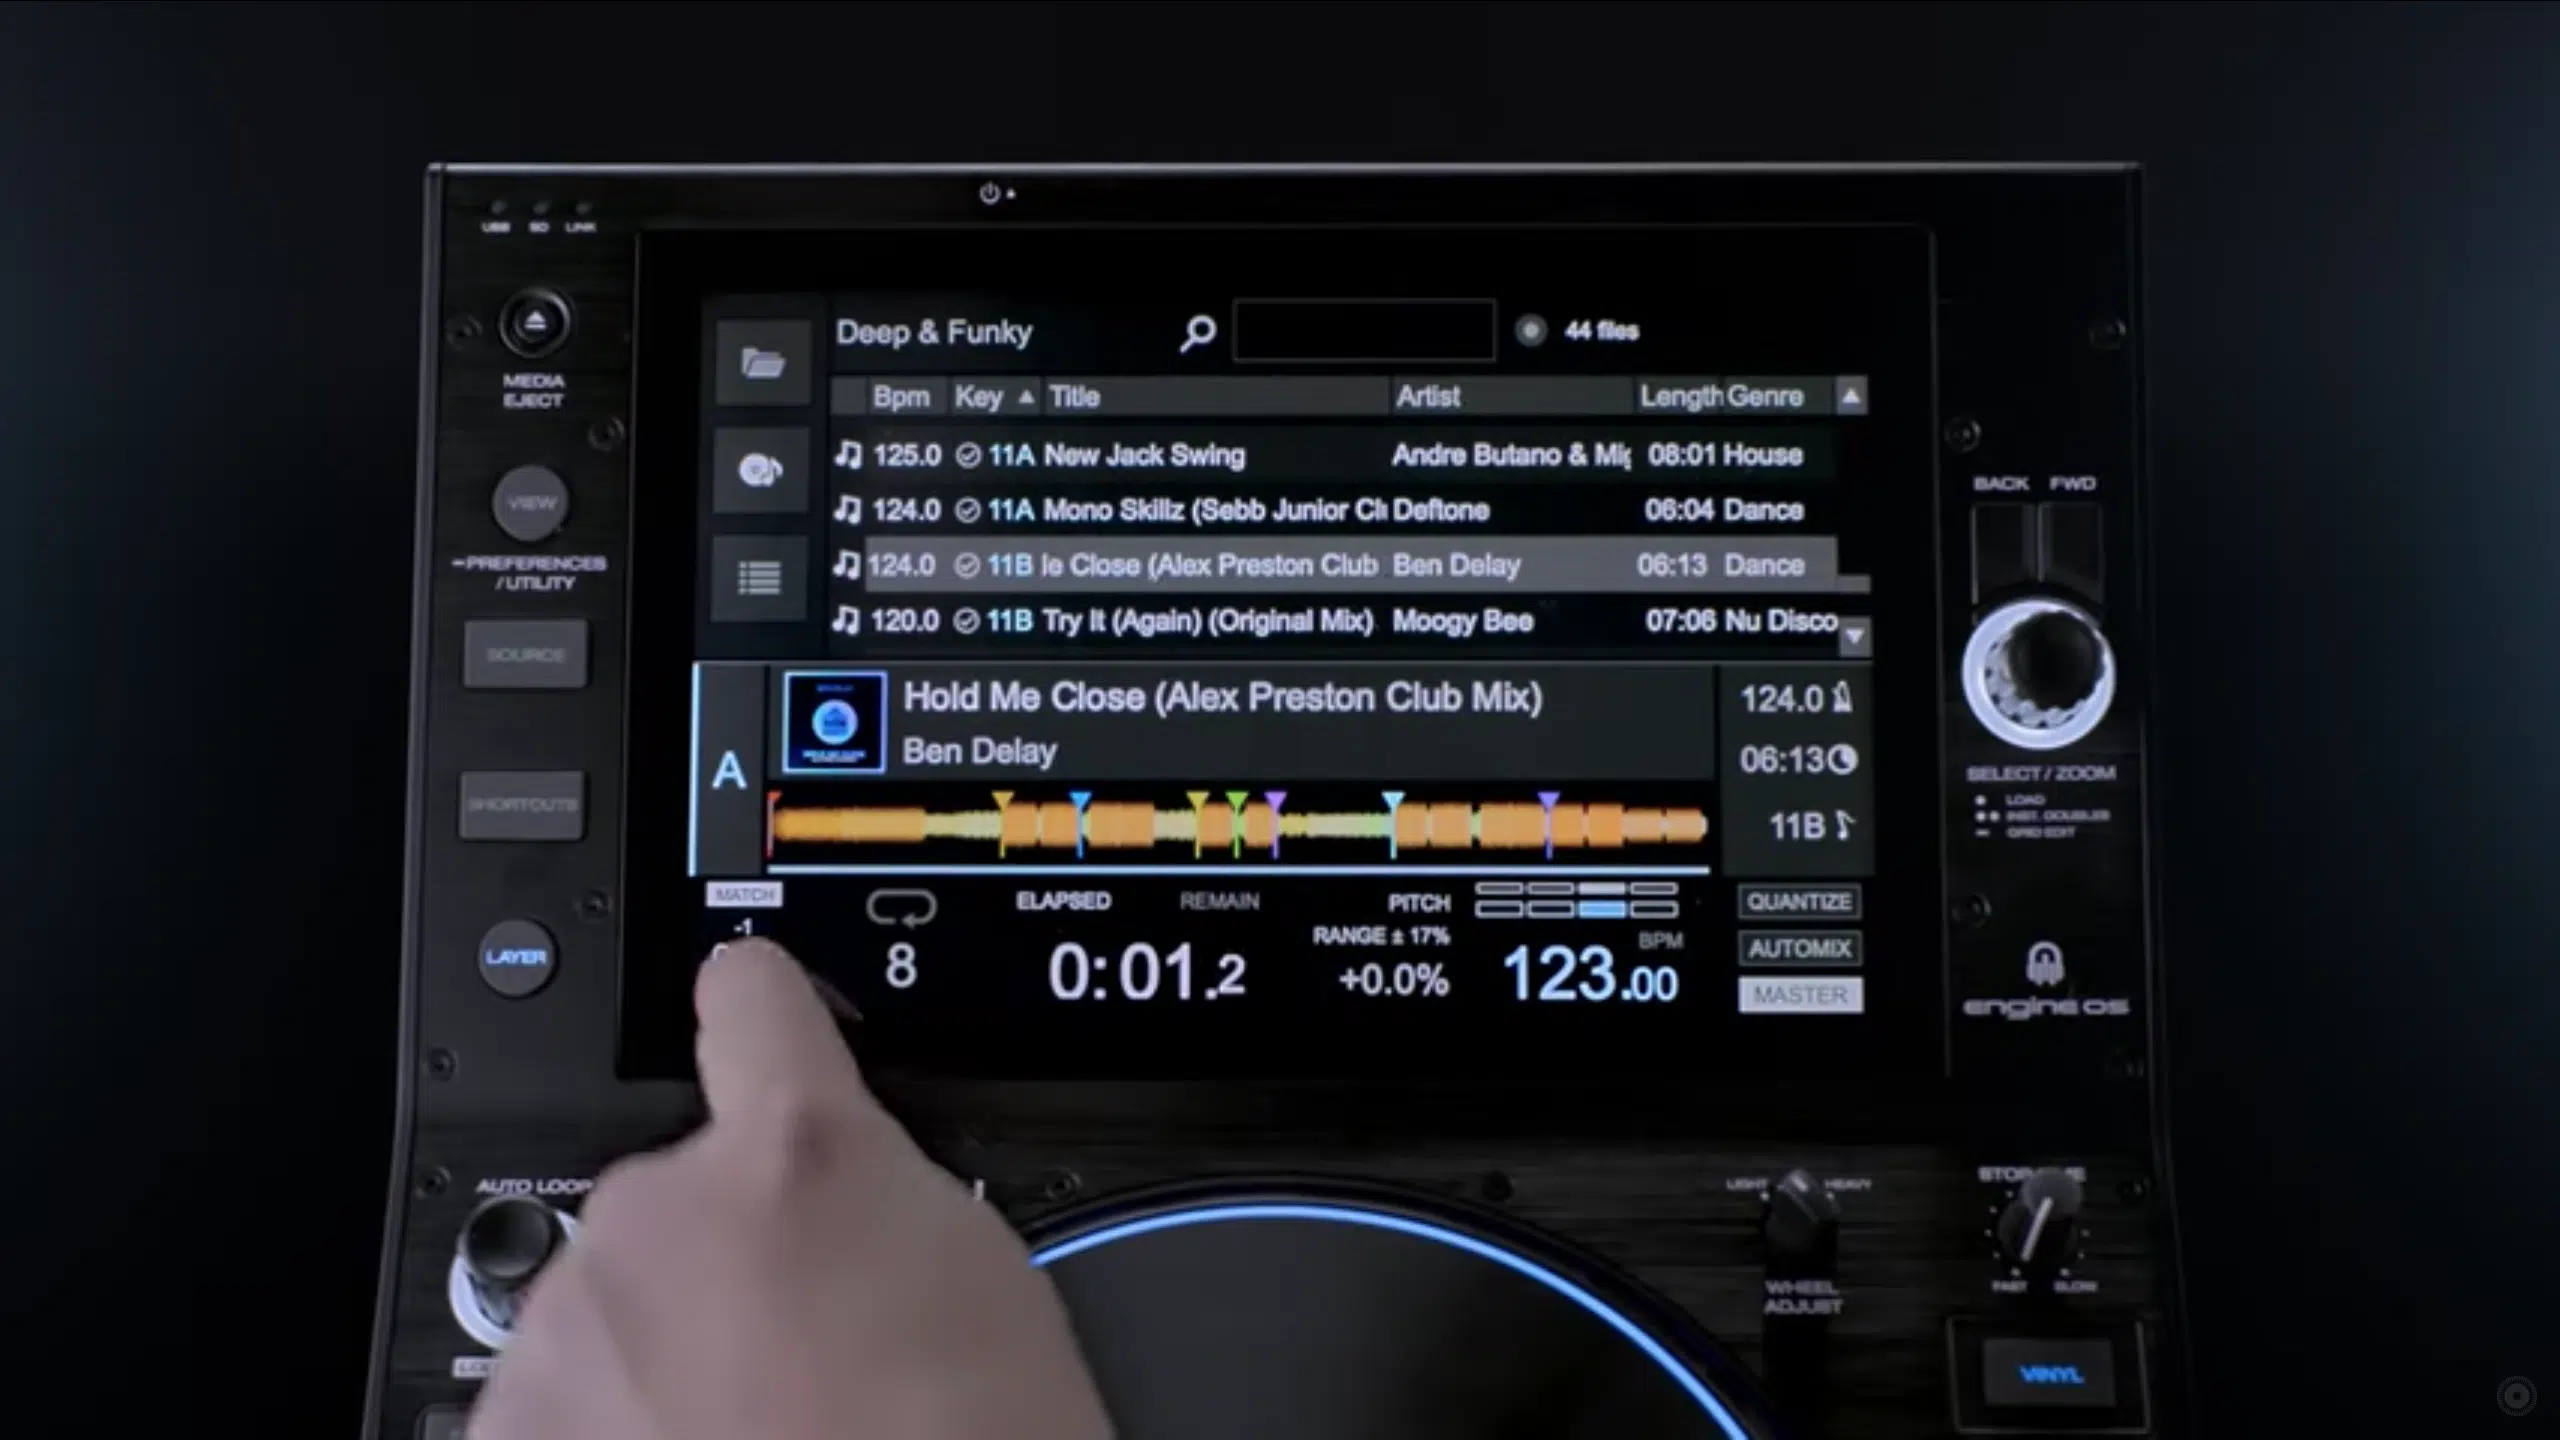 USB SD LINK
MEDIA
EJECT
VIEW
-PREFERENCES
/UTILITY
SOURCE
SHORTCUTS
LAYER
Deep & Funky
44 files
Bpm Key Title Artist Length Genre
125.0 11A New Jack Swing Andre Butano & Mig 08:01 House
124.0 11A Mono Skillz (Sebb Junior Clu Deftone 06:04 Dance
124.0 11B le Close (Alex Preston Club Ben Delay 06:13 Dance
120.0 11B Try It (Again) (Original Mix) Moogy Bee 07:06 Nu Disco
A
Hold Me Close (Alex Preston Club Mix)
Ben Delay
124.0
06:13
11B
MATCH
-1
8
ELAPSED REMAIN
0:01.2
PITCH
RANGE ± 17%
+0.0%
BPM
123.00
QUANTIZE
AUTOMIX
MASTER
BACK FWD
SELECT / ZOOM
LOAD
INST. DOUBLES
GRID EDIT
engine os
AUTO LOOP
LIGHT HEAVY
WHEEL
ADJUST
STOP TIME
FAST SLOW
VINYL